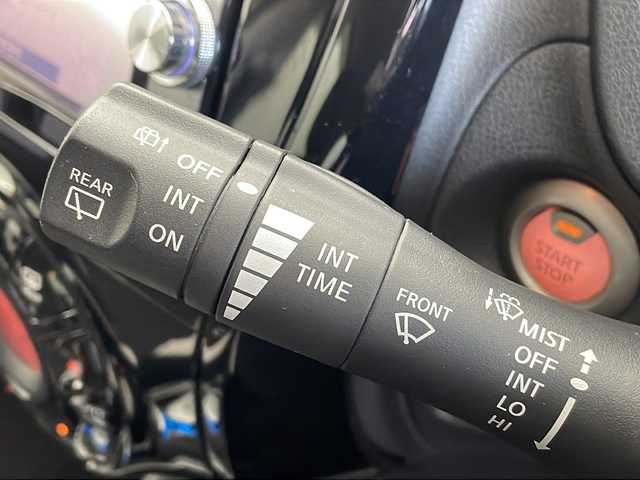 REAR
OFF
INT
ON
INT
TIME
FRONT
MIST
OFF
INT
LO
HI
START
STOP